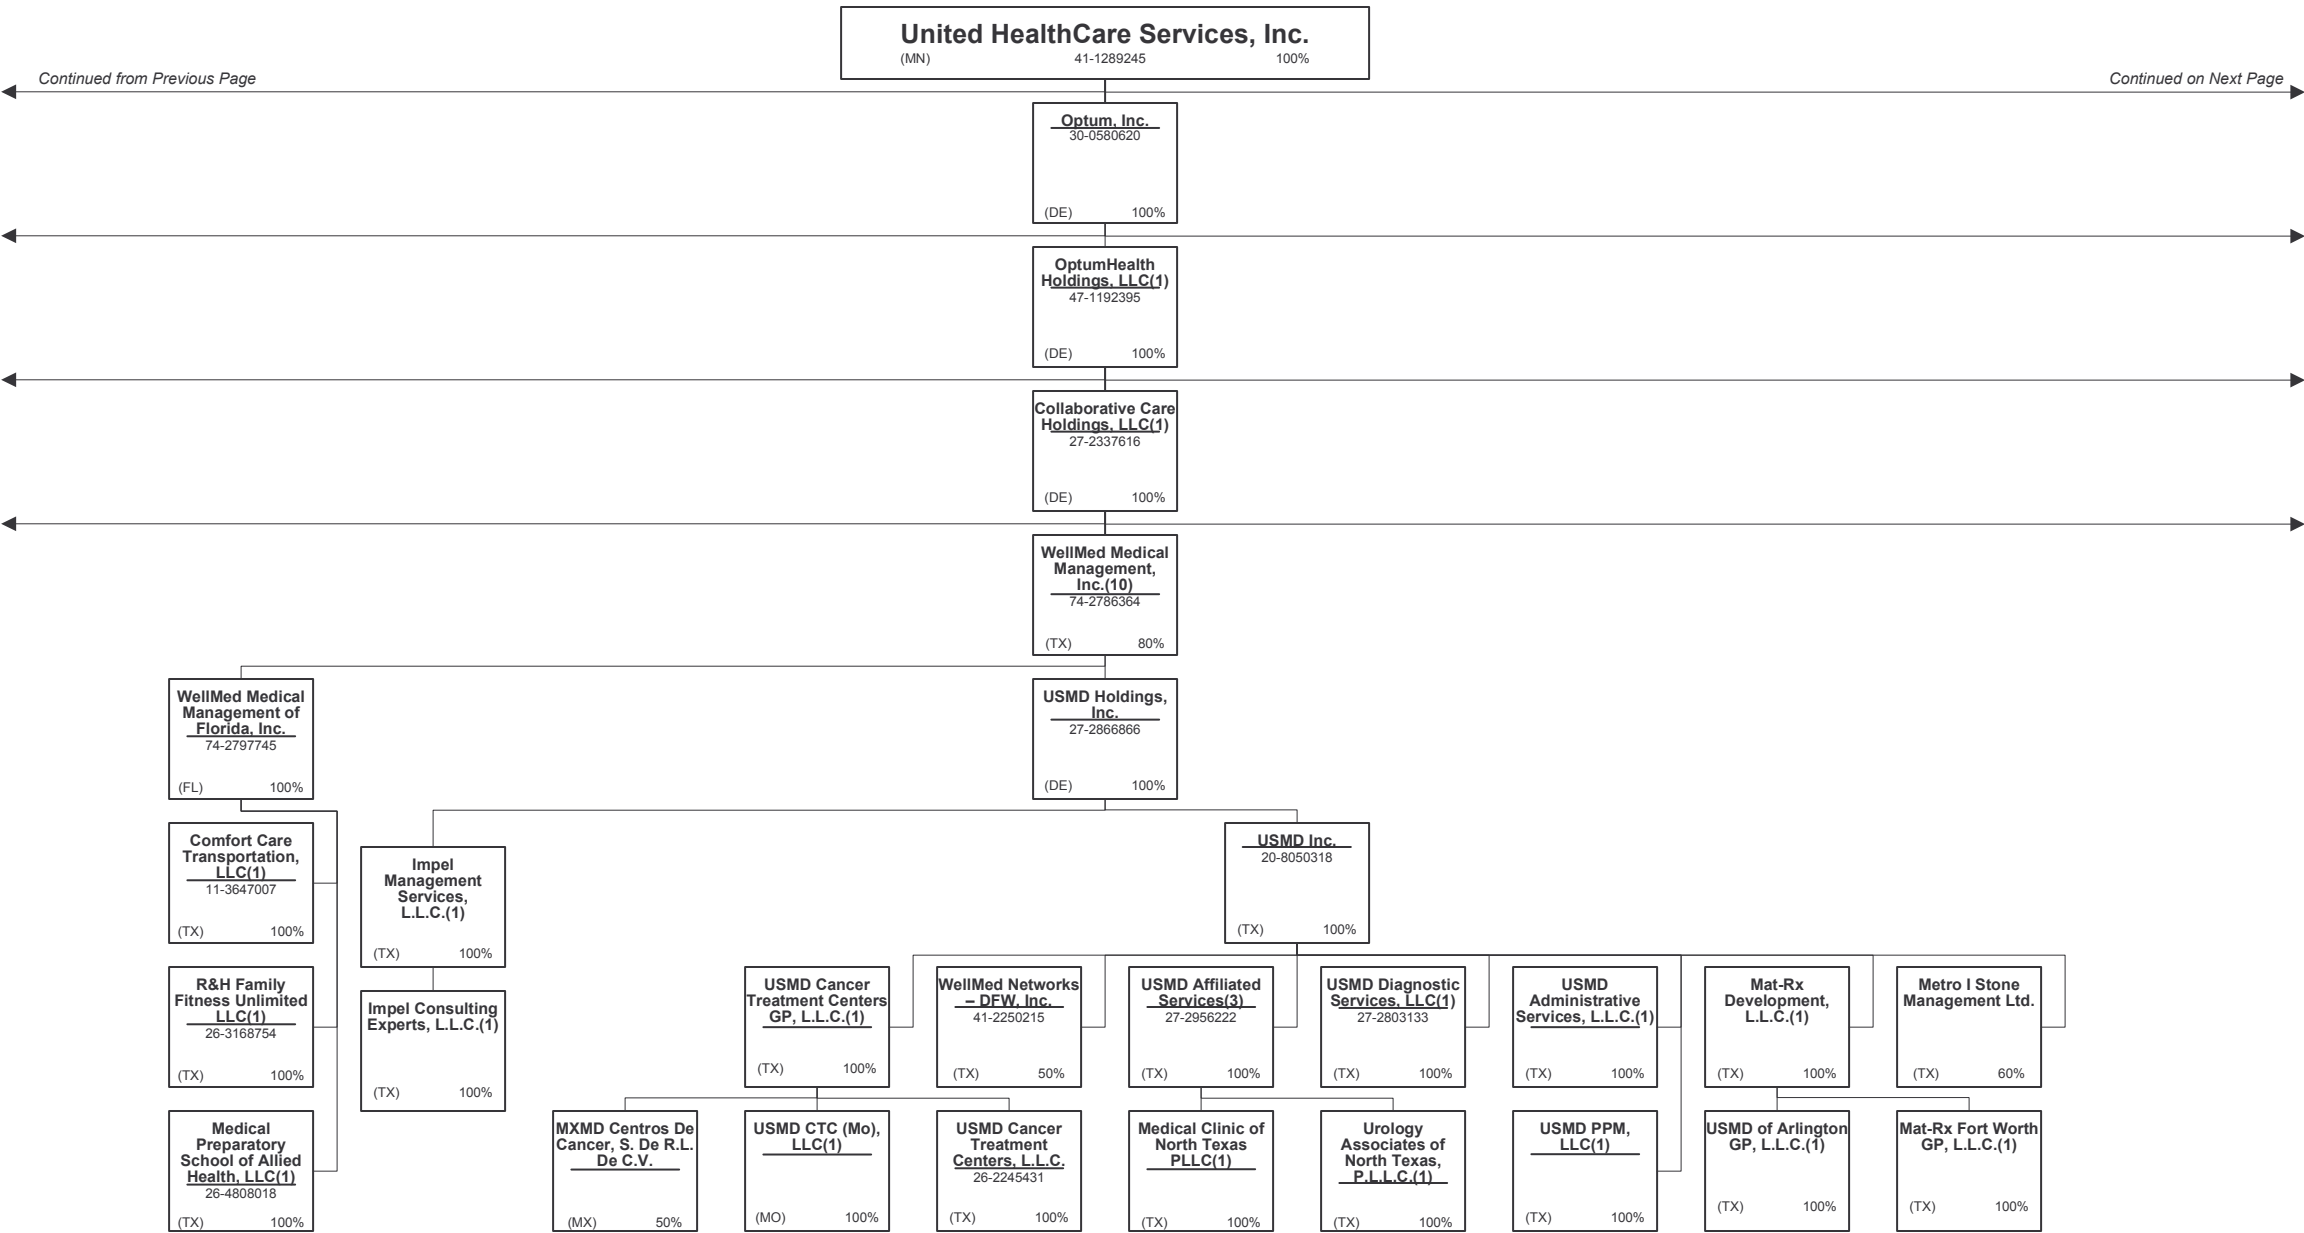 United HealthCare Services, Inc.
(MN) 41-1289245 100%
Continued from Previous Page
Continued on Next Page
Optum, Inc.
30-0580620
(DE) 100%
OptumHealth
Holdings, LLC(1)
47-1192395
(DE) 100%
Collaborative Care
Holdings, LLC(1)
27-2337616
(DE) 100%
WellMed Medical
Management,
Inc.(10)
74-2786364
(TX) 80%
WellMed Medical
Management of
Florida, Inc.
74-2797745
(FL) 100%
USMD Holdings,
Inc.
27-2866866
(DE) 100%
Comfort Care
Transportation,
LLC(1)
11-3647007
(TX) 100%
Impel
Management
Services,
L.L.C.(1)
(TX) 100%
USMD Inc.
20-8050318
(TX) 100%
R&H Family
Fitness Unlimited
LLC(1)
26-3168754
(TX) 100%
Impel Consulting
Experts, L.L.C.(1)
(TX) 100%
USMD Cancer
Treatment Centers
GP, L.L.C.(1)
(TX) 100%
WellMed Networks
– DFW, Inc.
41-2250215
(TX) 50%
USMD Affiliated
Services(3)
27-2956222
(TX) 100%
USMD Diagnostic
Services, LLC(1)
27-2803133
(TX) 100%
USMD
Administrative
Services, L.L.C.(1)
(TX) 100%
Mat-Rx
Development,
L.L.C.(1)
(TX) 100%
Metro I Stone
Management Ltd.
(TX) 60%
Medical
Preparatory
School of Allied
Health, LLC(1)
26-4808018
(TX) 100%
MXMD Centros De
Cancer, S. De R.L.
De C.V.
(MX) 50%
USMD CTC (Mo),
LLC(1)
(MO) 100%
USMD Cancer
Treatment
Centers, L.L.C.
26-2245431
(TX) 100%
Medical Clinic of
North Texas
PLLC(1)
(TX) 100%
Urology
Associates of
North Texas,
P.L.L.C.(1)
(TX) 100%
USMD PPM,
LLC(1)
(TX) 100%
USMD of Arlington
GP, L.L.C.(1)
(TX) 100%
Mat-Rx Fort Worth
GP, L.L.C.(1)
(TX) 100%